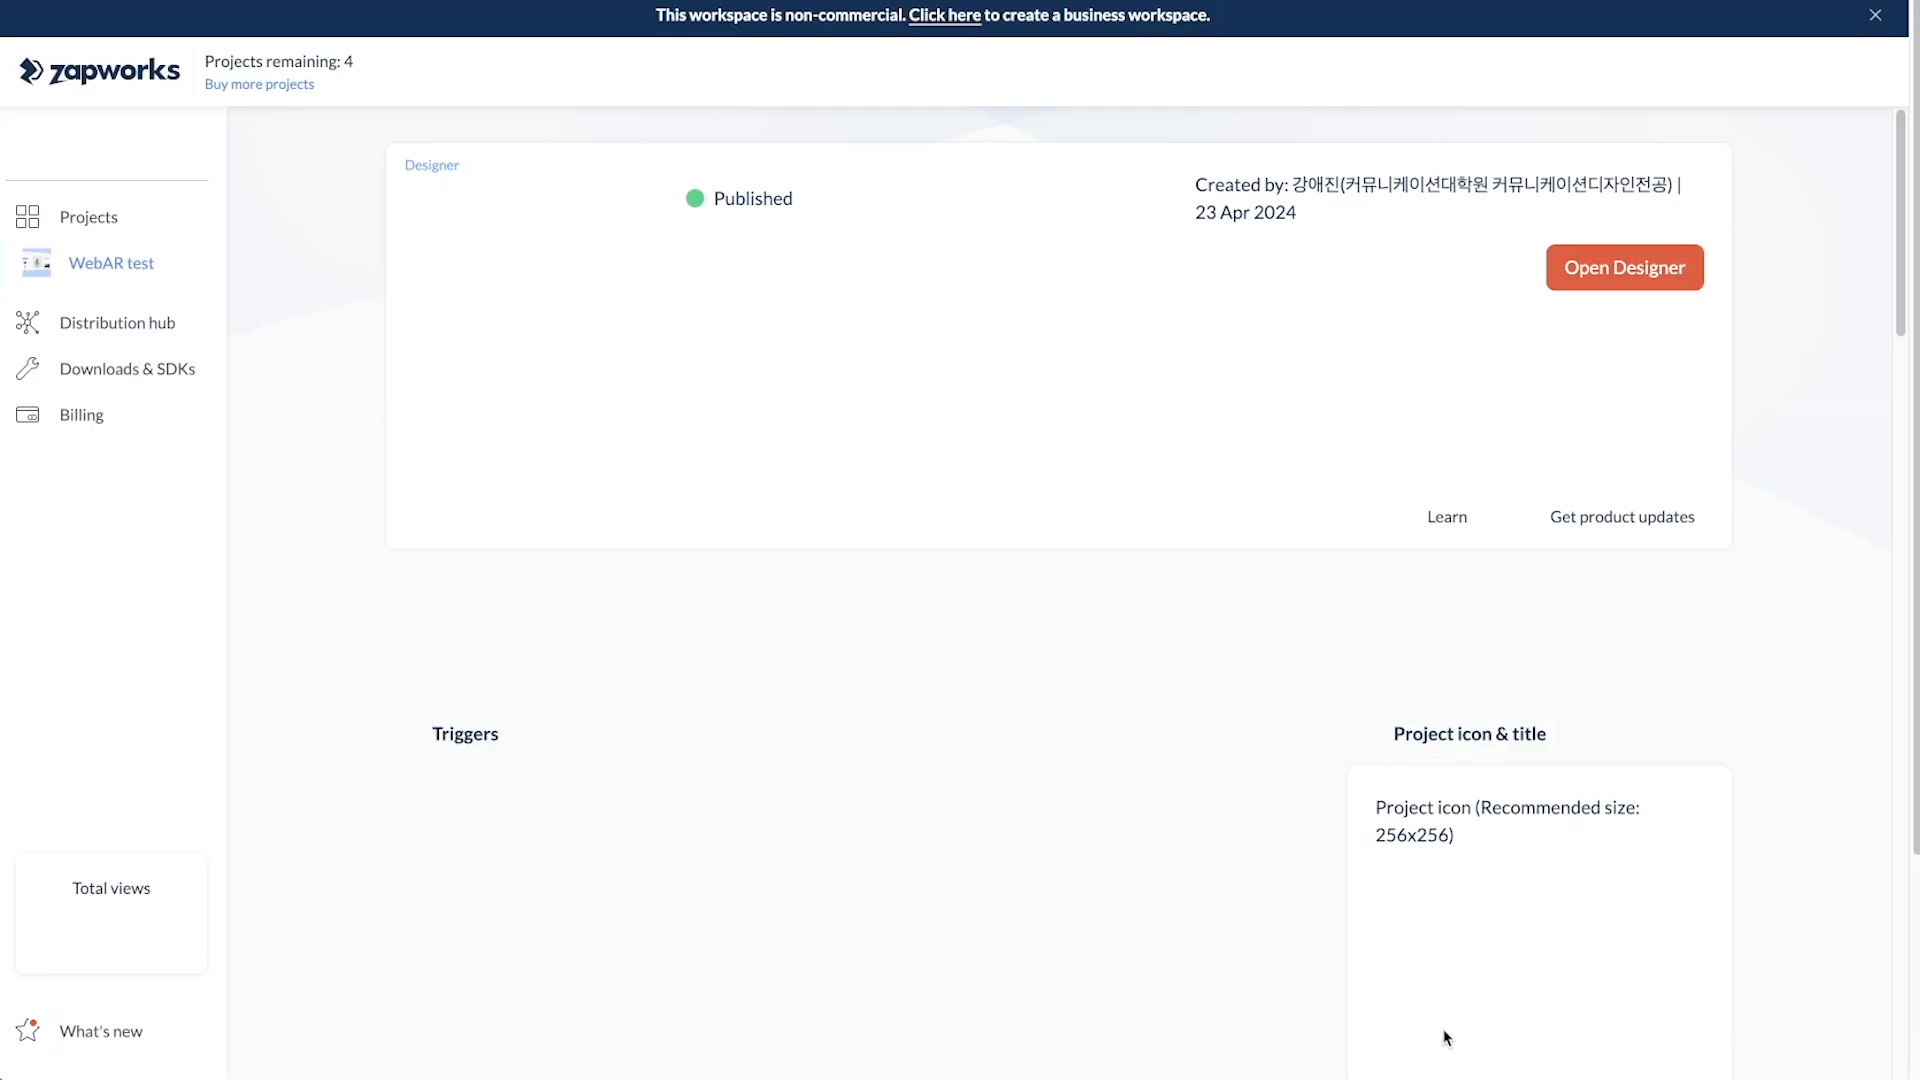 This workspace is non-commercial. Click here to create a business workspace.
zapworks
Projects remaining: 4
Buy more projects
Projects
WebAR test
Distribution hub
Downloads & SDKs
Billing
Total views
What's new
Designer
Published
Created by: 강애진(커뮤니케이션대학원 커뮤니케이션디자인전공) |
23 Apr 2024
Open Designer
Learn
Get product updates
Triggers
Project icon & title
Project icon (Recommended size:
256x256)